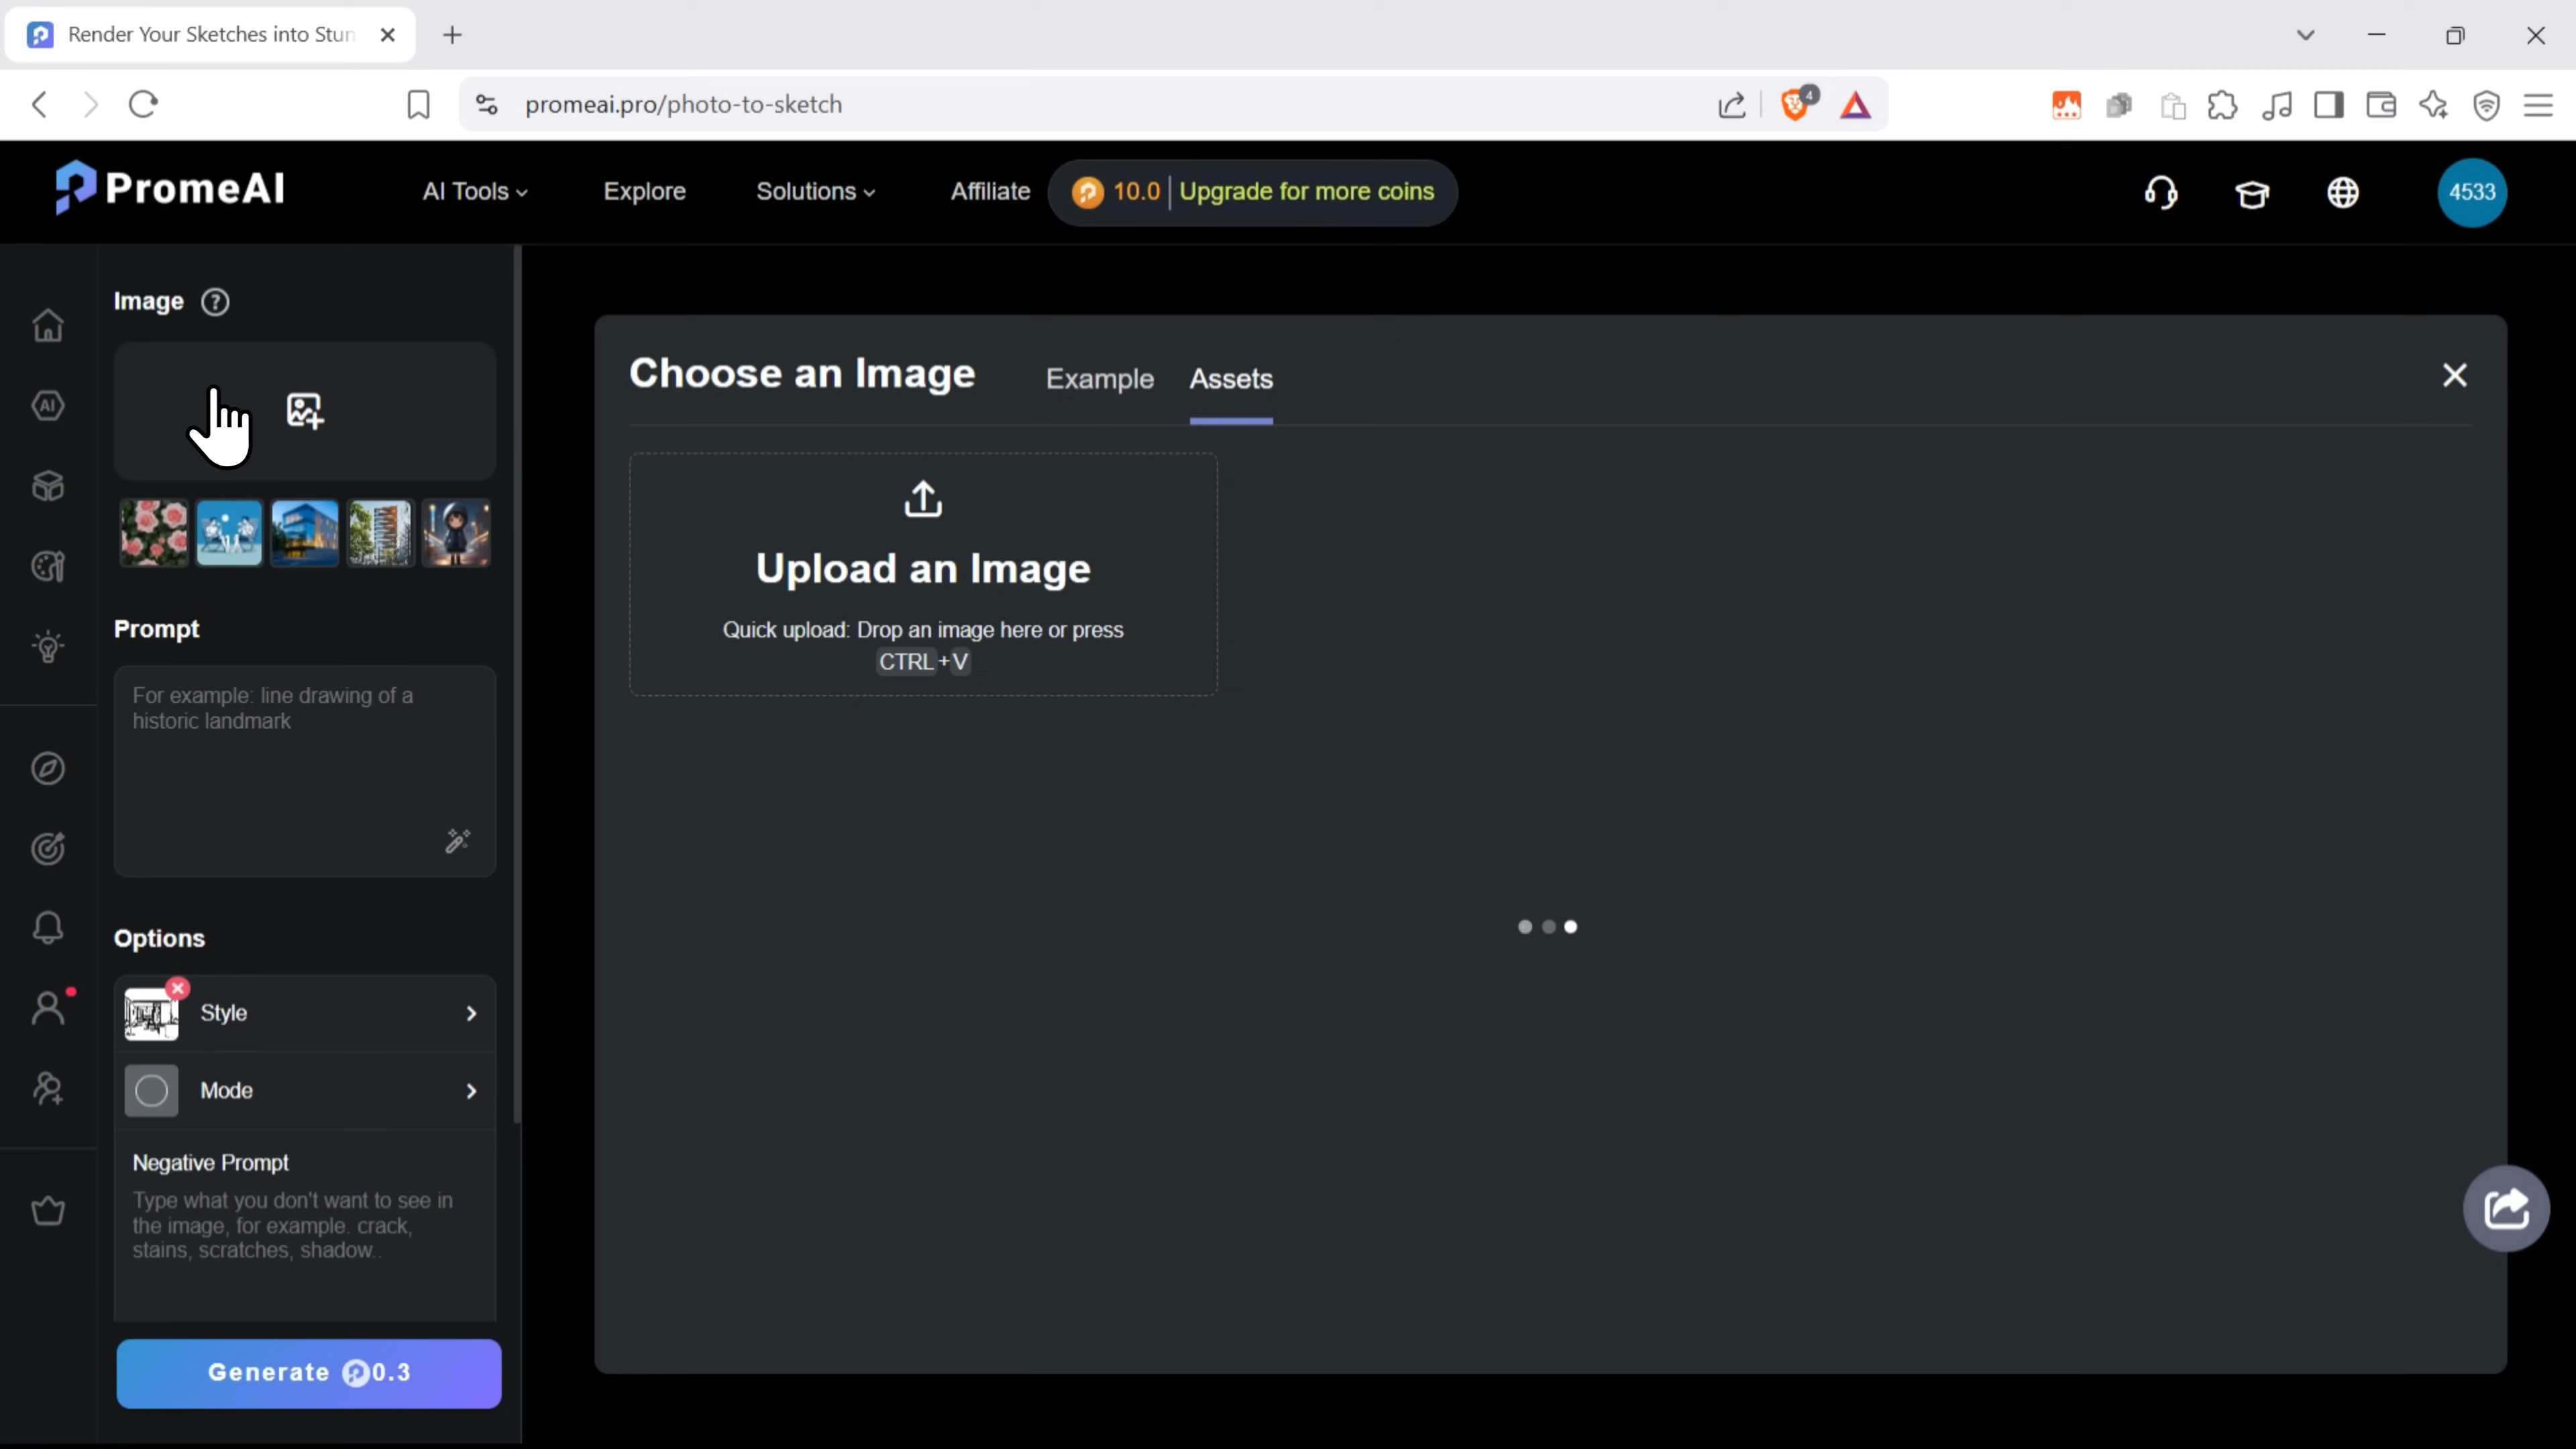 Render Your Sketches into Stun
promeai.pro/photo-to-sketch
4
PromeAI
AI Tools
Explore
Solutions
Affiliate
10.0
Upgrade for more coins
4533
Image
?
AI
Prompt
For example: line drawing of a
historic landmark
Options
Style
Mode
Negative Prompt
Type what you don't want to see in
the image, for example. crack,
stains, scratches, shadow..
Generate 0.3
Choose an Image
Example
Assets
Upload an Image
Quick upload: Drop an image here or press
CTRL+V